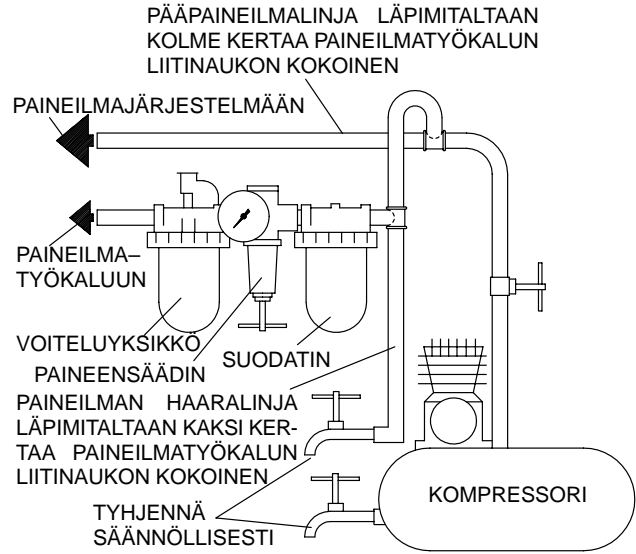 PÄÄPAINEILMALINJA LÄPIMITALTAAN
KOLME KERTAA PAINEILMATYÖKALUN
LIITINAUKON KOKOINEN
PAINEILMAJÄRJESTELMÄÄN
PAINEILMA–
TYÖKALUUN
VOITELUYKSIKKÖ
SUODATIN
PAINEENSÄÄDIN
PAINEILMAN HAARALINJA
LÄPIMITALTAAN KAKSI KER-
TAA PAINEILMATYÖKALUN
LIITINAUKON KOKOINEN
KOMPRESSORI
TYHJENNÄ
SÄÄNNÖLLISESTI